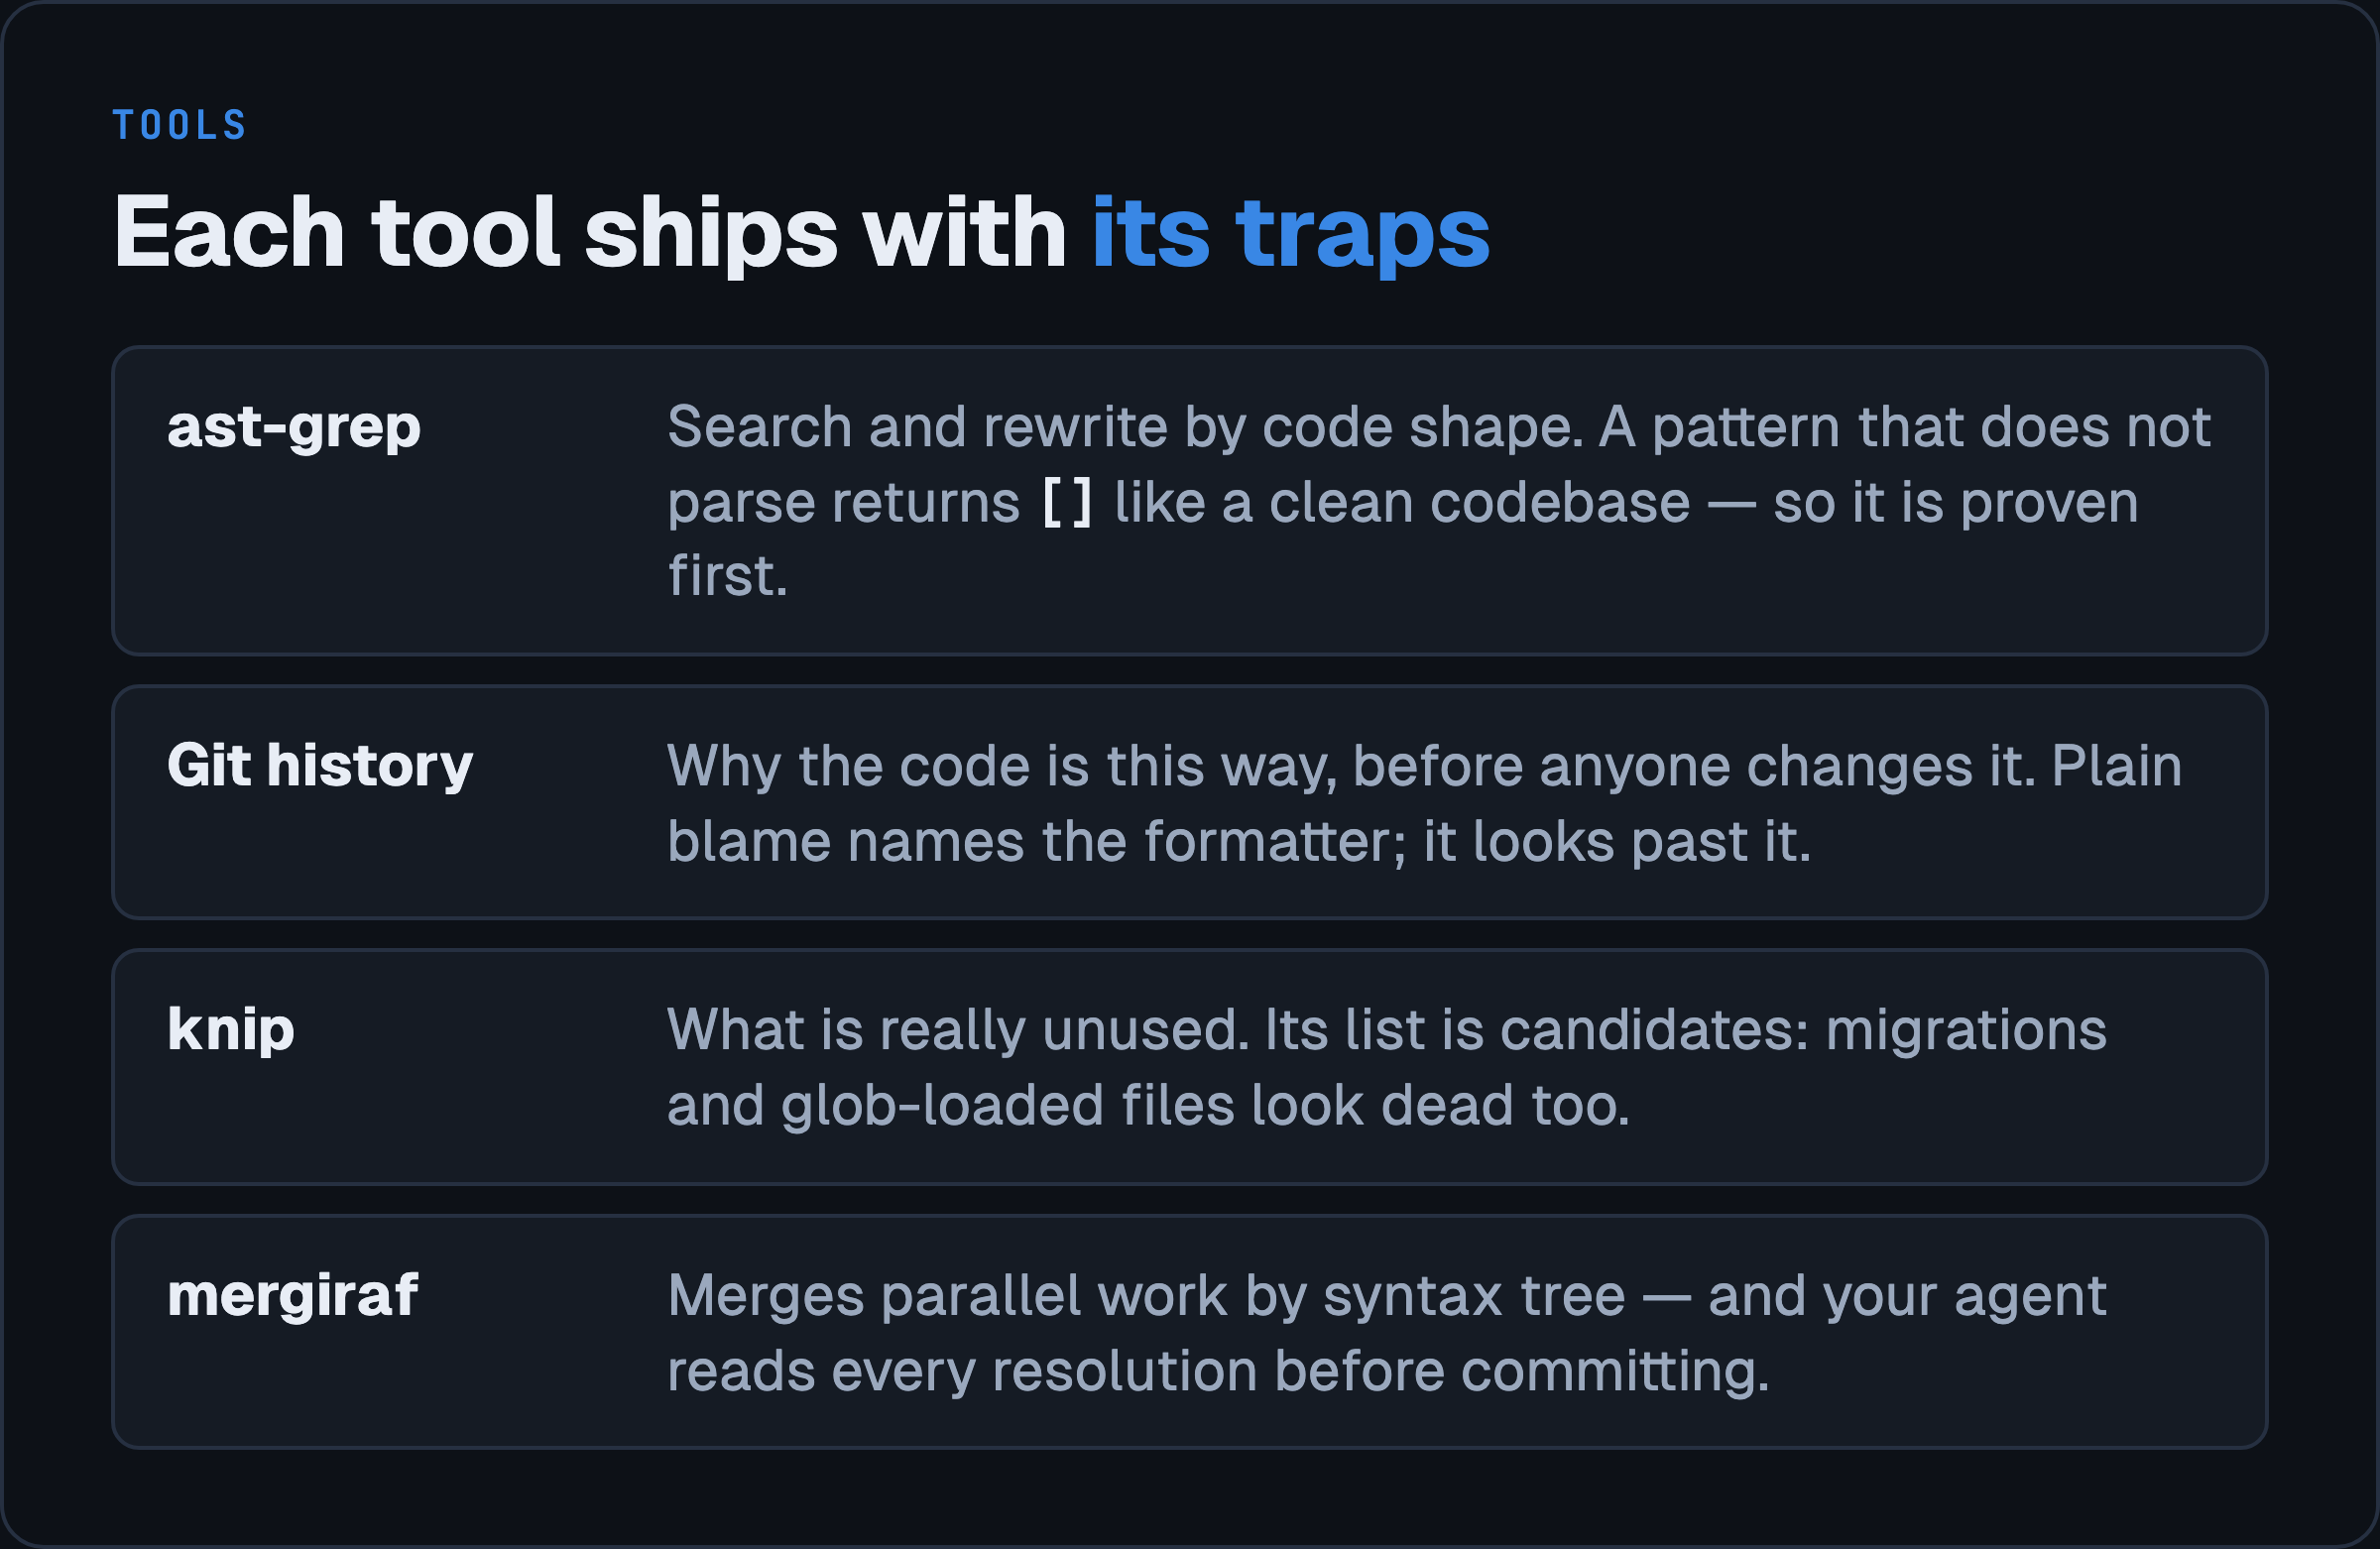 TOOLS
Each tool ships with its traps
ast-grep
Search and rewrite by code shape. A pattern that does not
parse returns [] like a clean codebase — so it is proven
first.
Git history
Why the code is this way, before anyone changes it. Plain
blame names the formatter; it looks past it.
knip
What is really unused. Its list is candidates: migrations
and glob-loaded files look dead too.
mergiraf
Merges parallel work by syntax tree — and your agent
reads every resolution before committing.